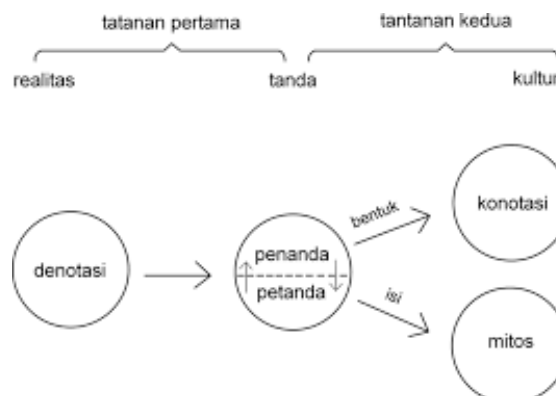 tatanan pertama tantanan kedua
realitas tanda kultur
denotasi
penanda
petanda
bentuk
isi
konotasi
mitos